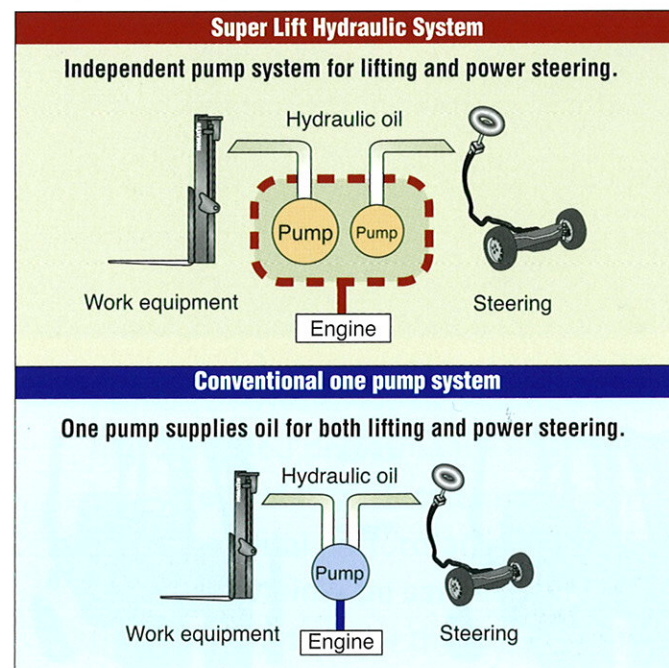 Super Lift Hydraulic System
Independent pump system for lifting and power steering.
Hydraulic oil
Pump
Pump
Work equipment
Steering
Engine
Conventional one pump system
One pump supplies oil for both lifting and power steering.
Hydraulic oil
Pump
Work equipment
Steering
Engine